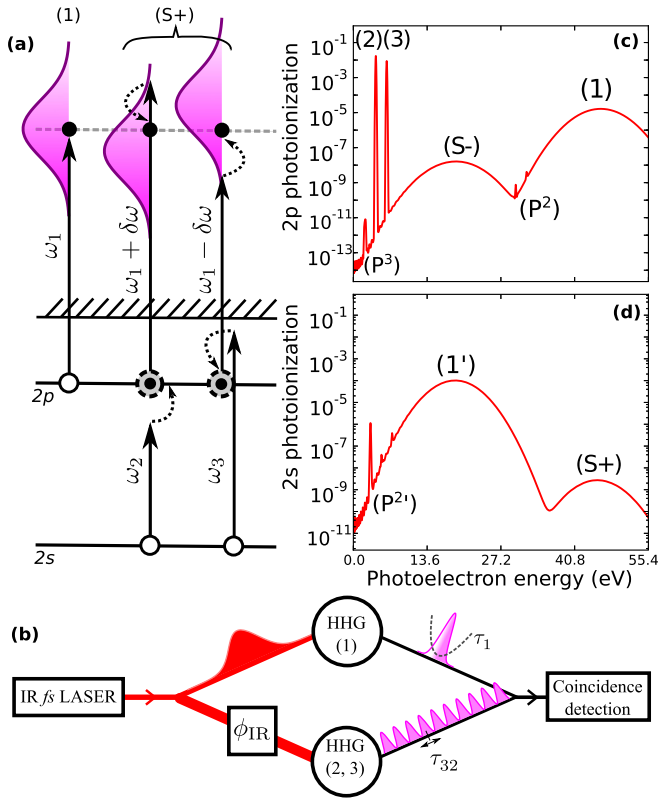 (a)
(1)
(S+)
ω₁
ω₁ + δω
ω₁ − δω
2p
ω₂
ω₃
2s
(c)
2p photoionization
10⁻¹
10⁻³
10⁻⁵
10⁻⁷
10⁻⁹
10⁻¹¹
10⁻¹³
(2) (3)
(1)
(S-)
(P²)
(P³)
(d)
2s photoionization
10⁻¹
10⁻³
10⁻⁵
10⁻⁷
10⁻⁹
10⁻¹¹
(1')
(S+)
(P²')
0.0 13.6 27.2 40.8 55.4
Photoelectron energy (eV)
(b)
IR fs LASER
ϕIR
HHG
(1)
HHG
(2, 3)
τ₁
τ₃₂
Coincidence
detection